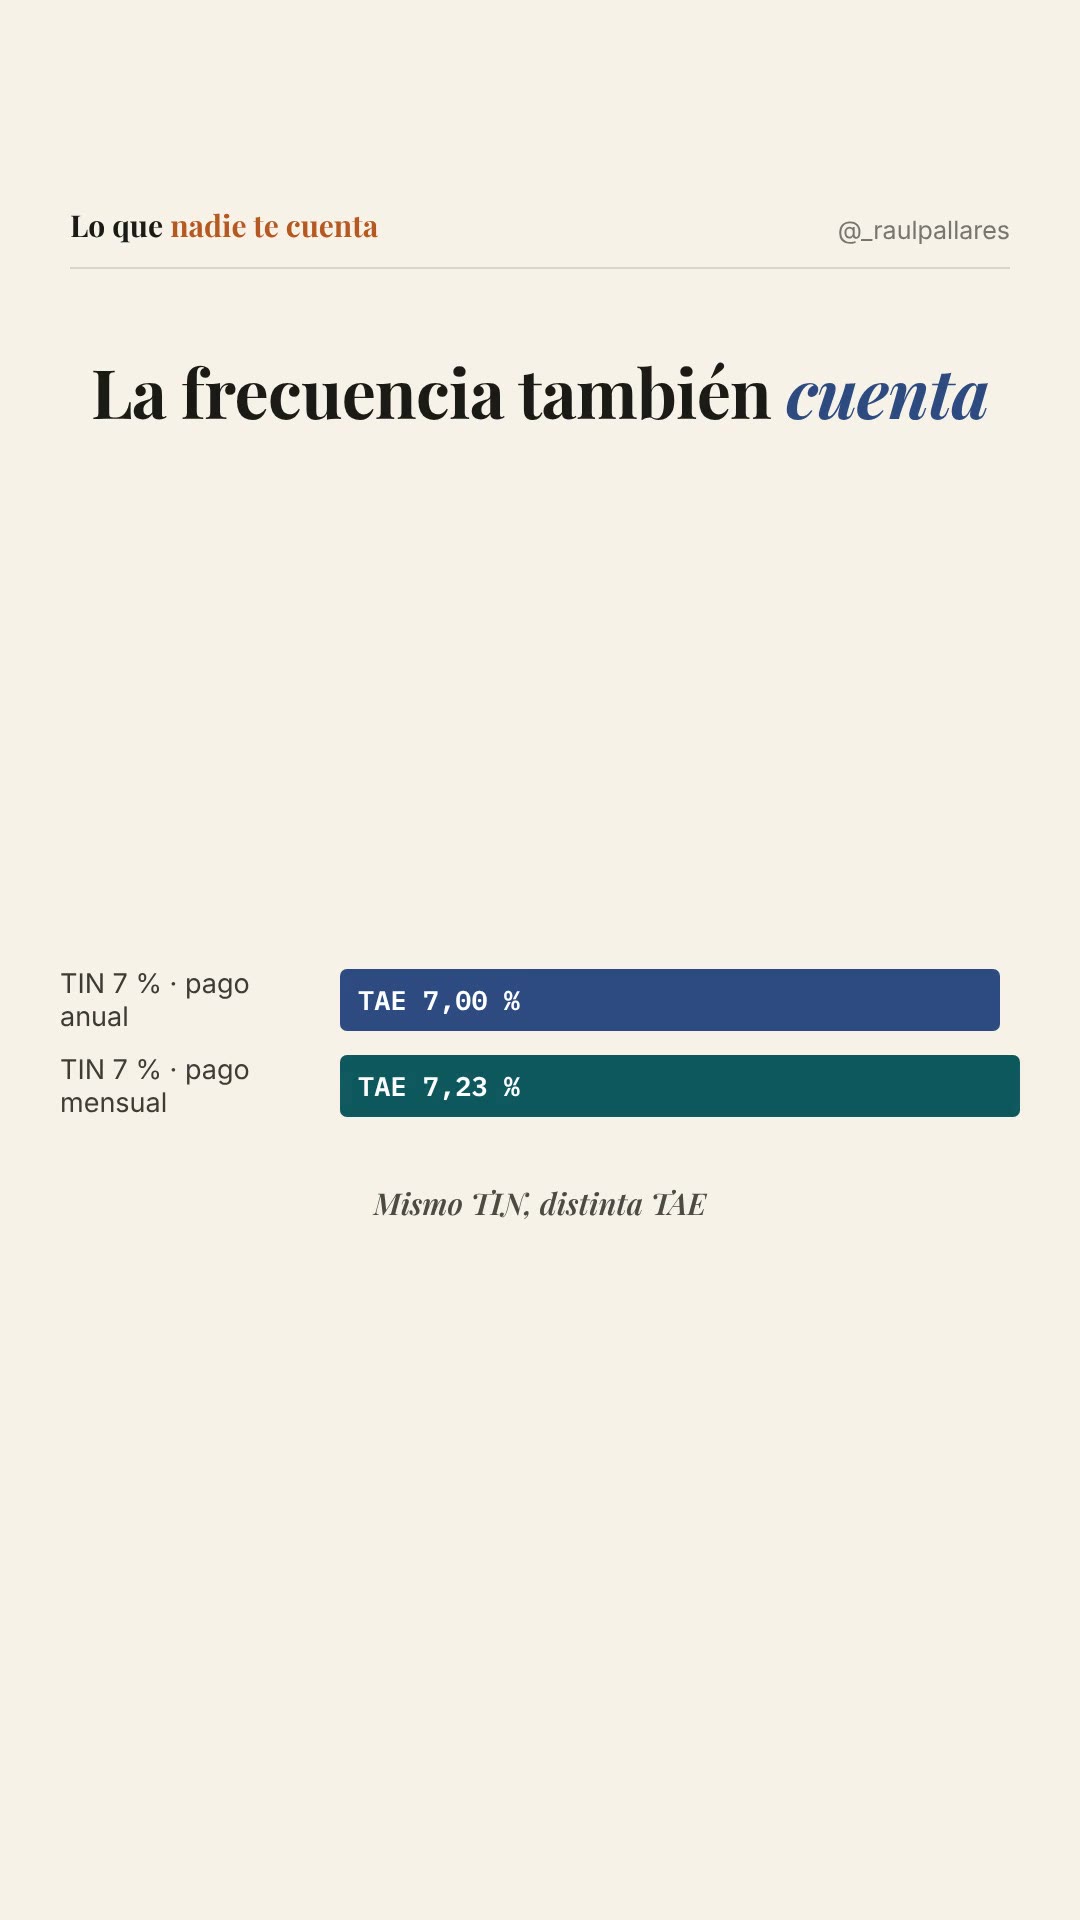 Lo que nadie te cuenta
@_raulpallares
La frecuencia también cuenta
TIN 7 % · pago
anual
TAE 7,00 %
TIN 7 % · pago
mensual
TAE 7,23 %
Mismo TIN, distinta TAE